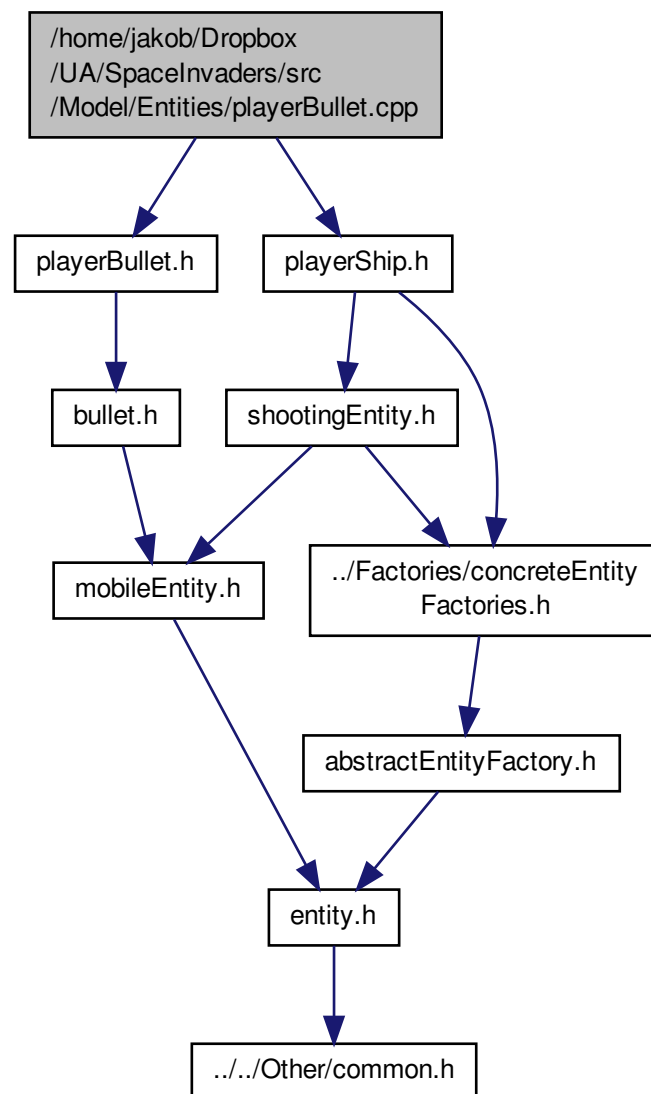 /home/jakob/Dropbox
/UA/SpaceInvaders/src
/Model/Entities/playerBullet.cpp
playerBullet.h
playerShip.h
bullet.h
shootingEntity.h
mobileEntity.h
../Factories/concreteEntity
Factories.h
abstractEntityFactory.h
entity.h
../../Other/common.h